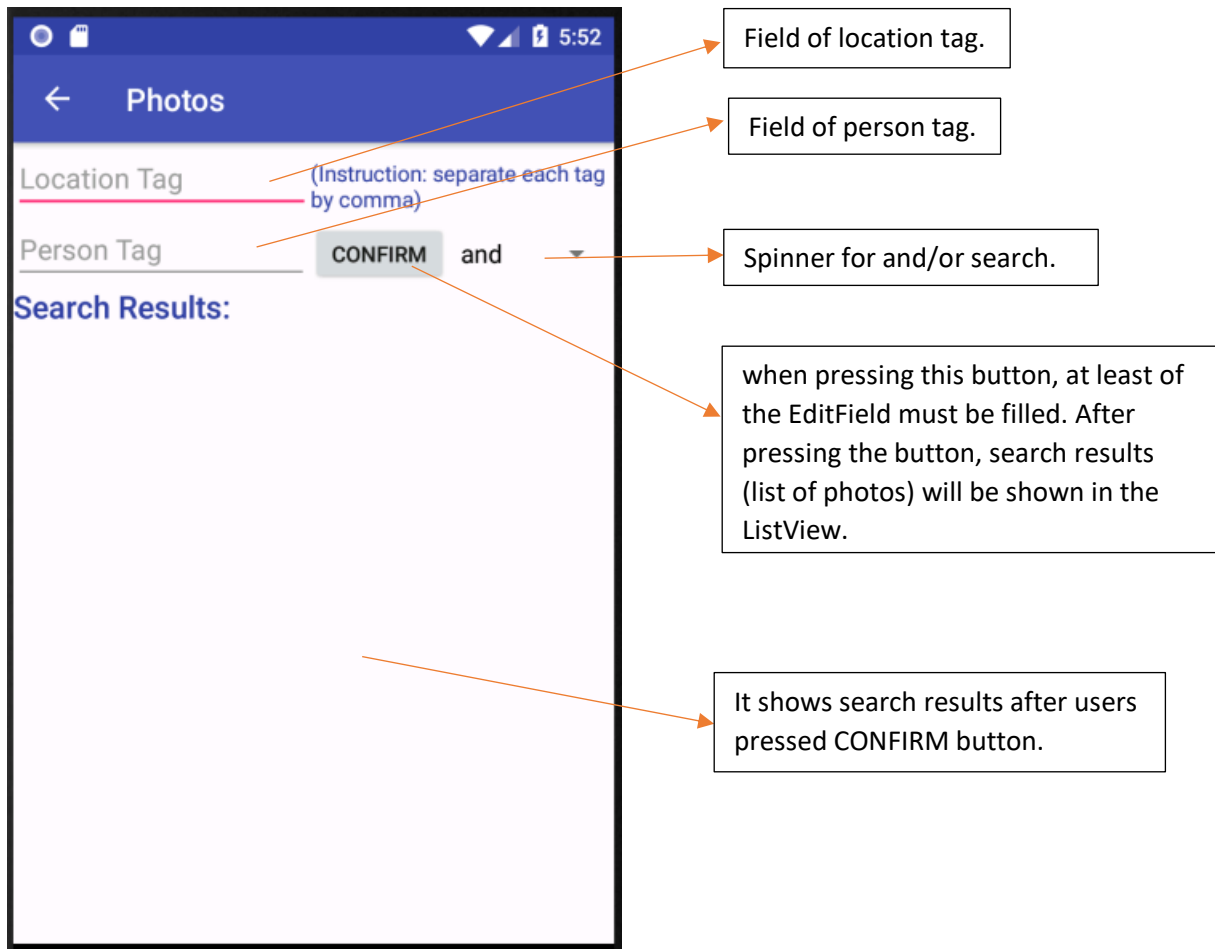 5:52
Photos
Location Tag
(Instruction: separate each tag
by comma)
Person Tag
CONFIRM
and
Search Results:
Field of location tag.
Field of person tag.
Spinner for and/or search.
when pressing this button, at least of
the EditField must be filled. After
pressing the button, search results
(list of photos) will be shown in the
ListView.
It shows search results after users
pressed CONFIRM button.